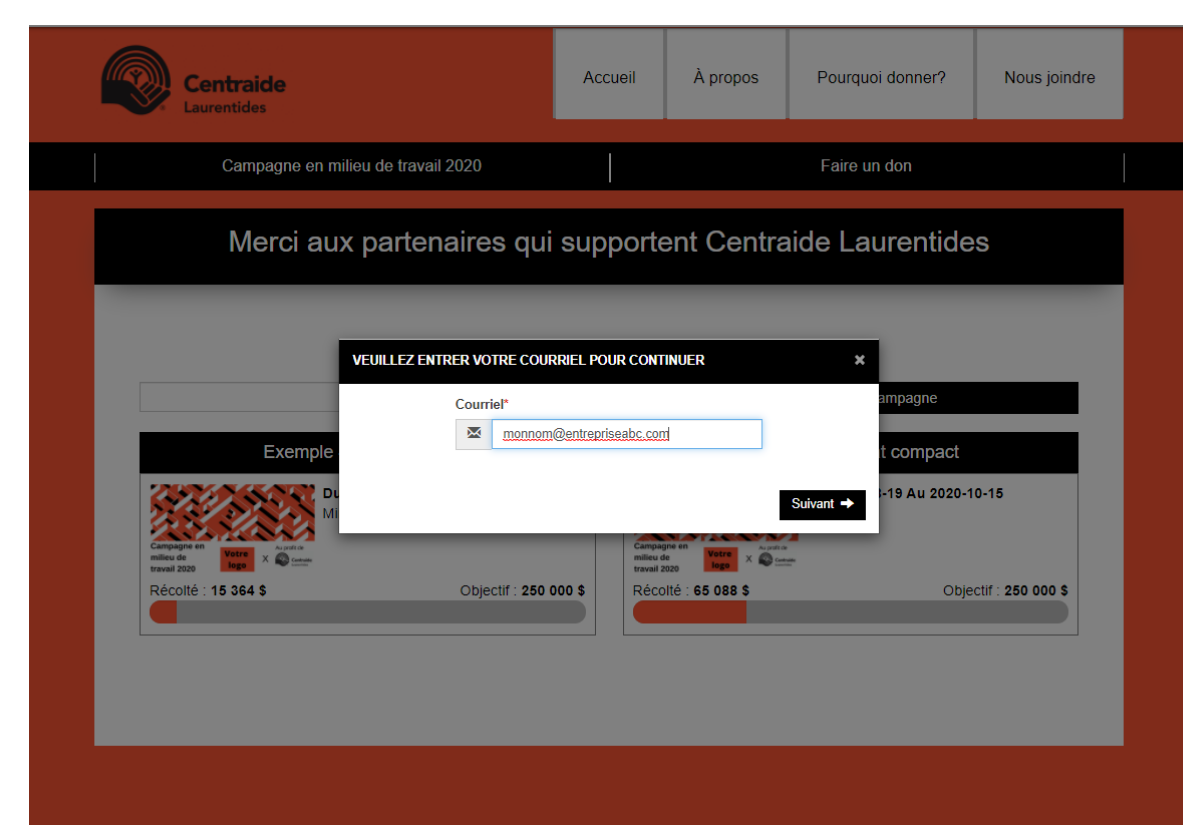 Centraide
Laurentides
Accueil
À propos
Pourquoi donner?
Nous joindre
Campagne en milieu de travail 2020
Faire un don
Merci aux partenaires qui supportent Centraide Laurentides
VEUILLEZ ENTRER VOTRE COURRIEL POUR CONTINUER
Courriel*
monnom@entrepriseabc.com
Suivant
ampagne
Exemple
t compact
Du
Mi
-19 Au 2020-10-15
Campagne en
milieu de
travail 2020
Votre
logo
X
Au profit de
Centraide
Campagne en
milieu de
travail 2020
Votre
logo
X
Au profit de
Centraide
Récolté : 15 364 $
Objectif : 250 000 $
Récolté : 65 088 $
Objectif : 250 000 $